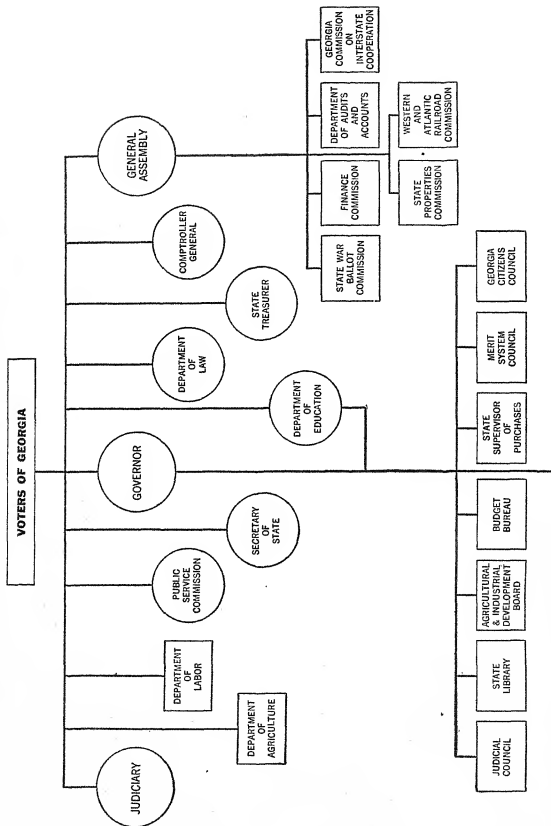 VOTERS OF GEORGIA
JUDICIARY
DEPARTMENT
OF
AGRICULTURE
DEPARTMENT
OF
LABOR
PUBLIC
SERVICE
COMMISSION
SECRETARY
OF
STATE
GOVERNOR
DEPARTMENT
OF
EDUCATION
DEPARTMENT
OF
LAW
STATE
TREASURER
COMPTROLLER
GENERAL
GENERAL
ASSEMBLY
STATE WAR
BALLOT
COMMISSION
FINANCE
COMMISSION
DEPARTMENT
OF AUDITS
AND
ACCOUNTS
GEORGIA
COMMISSION
ON
INTERSTATE
COOPERATION
STATE
PROPERTIES
COMMISSION
WESTERN
AND
ATLANTIC
RAILROAD
COMMISSION
JUDICIAL
COUNCIL
STATE
LIBRARY
AGRICULTURAL
& INDUSTRIAL
DEVELOPMENT
BOARD
BUDGET
BUREAU
STATE
SUPERVISOR
OF
PURCHASES
MERIT
SYSTEM
COUNCIL
GEORGIA
CITIZENS
COUNCIL